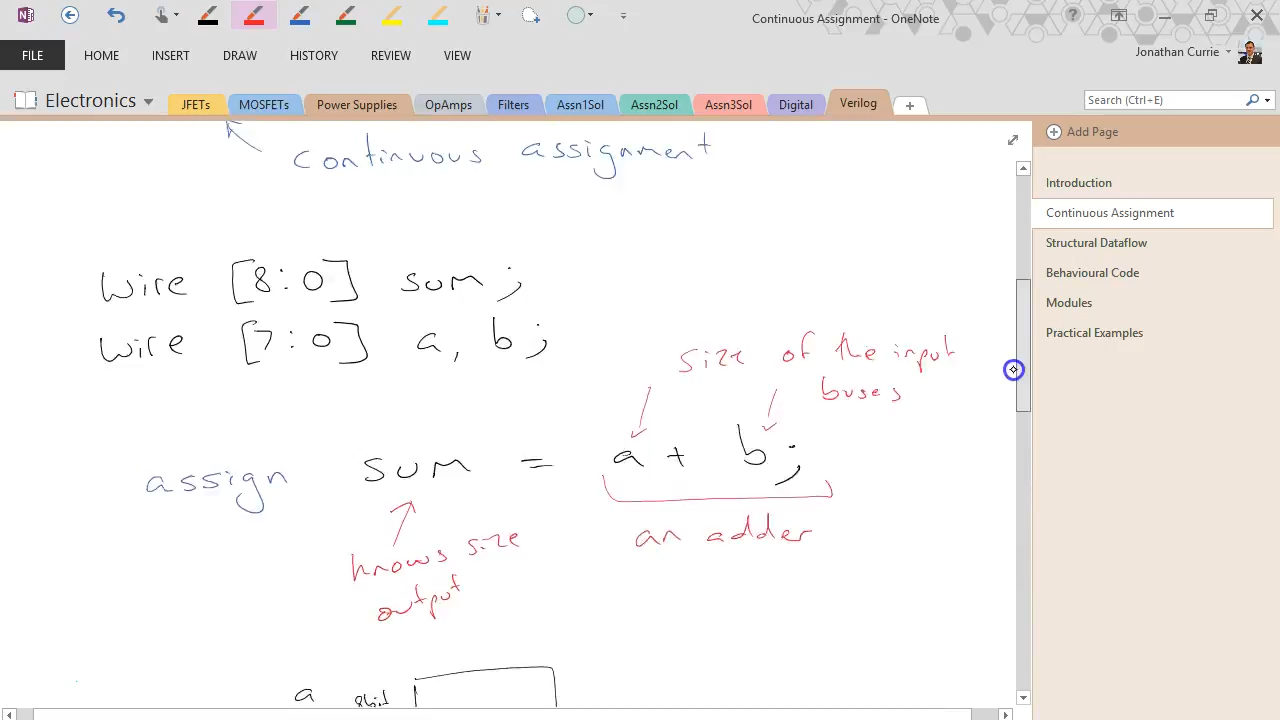 Continuous Assignment - OneNote
FILE HOME INSERT DRAW HISTORY REVIEW VIEW
Jonathan Currie
Electronics
JFETs MOSFETs Power Supplies OpAmps Filters Assn1Sol Assn2Sol Assn3Sol Digital Verilog
Search (Ctrl+E)
Add Page
Introduction
Continuous Assignment
Structural Dataflow
Behavioural Code
Modules
Practical Examples
continuous assignment
wire [8:0] sum;
wire [7:0] a, b;
size of the input
buses
assign sum = a + b;
an adder
knows size
output
a 8bit